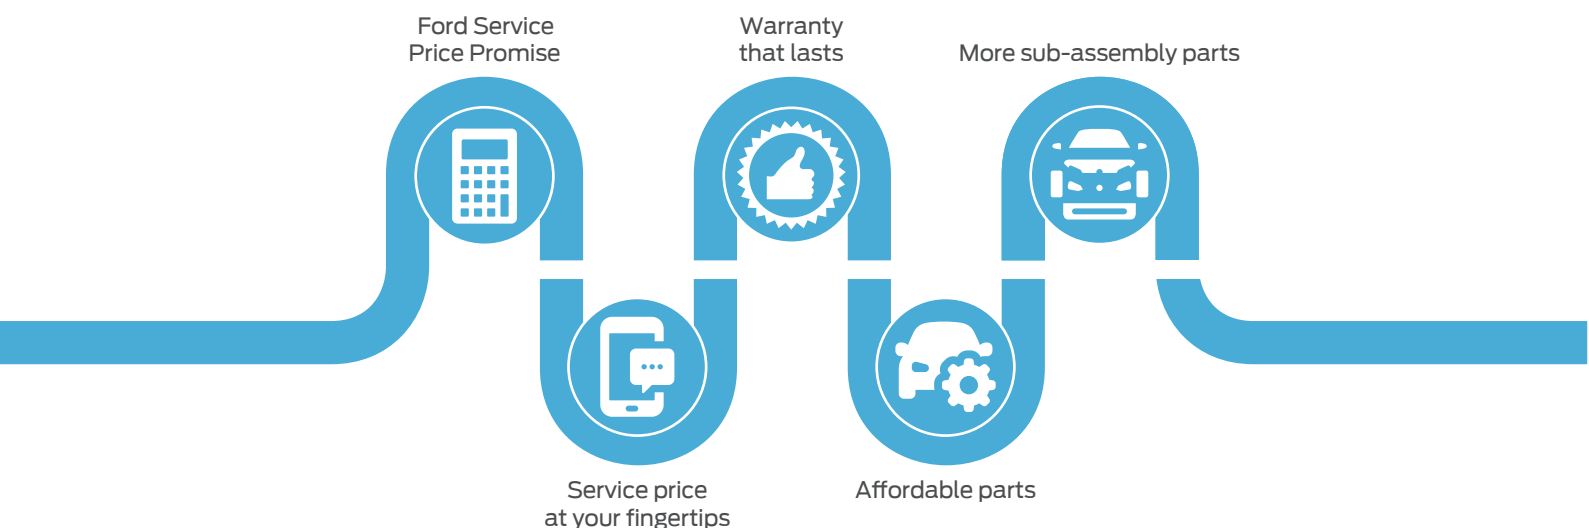 Ford Service
Price Promise
Warranty
that lasts
More sub-assembly parts
Service price
at your fingertips
Affordable parts